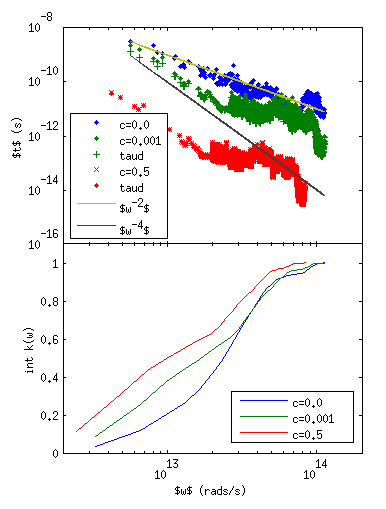 10^-8
10^-10
10^-12
10^-14
10^-16
$t$ (s)
c=0.0
c=0.001
taud
c=0.5
taud
$w^-2$
$w^-4$
10
1
0.8
0.6
0.4
0.2
0
int k(w)
c=0.0
c=0.001
c=0.5
10^13
10^14
$w$ (rads/s)